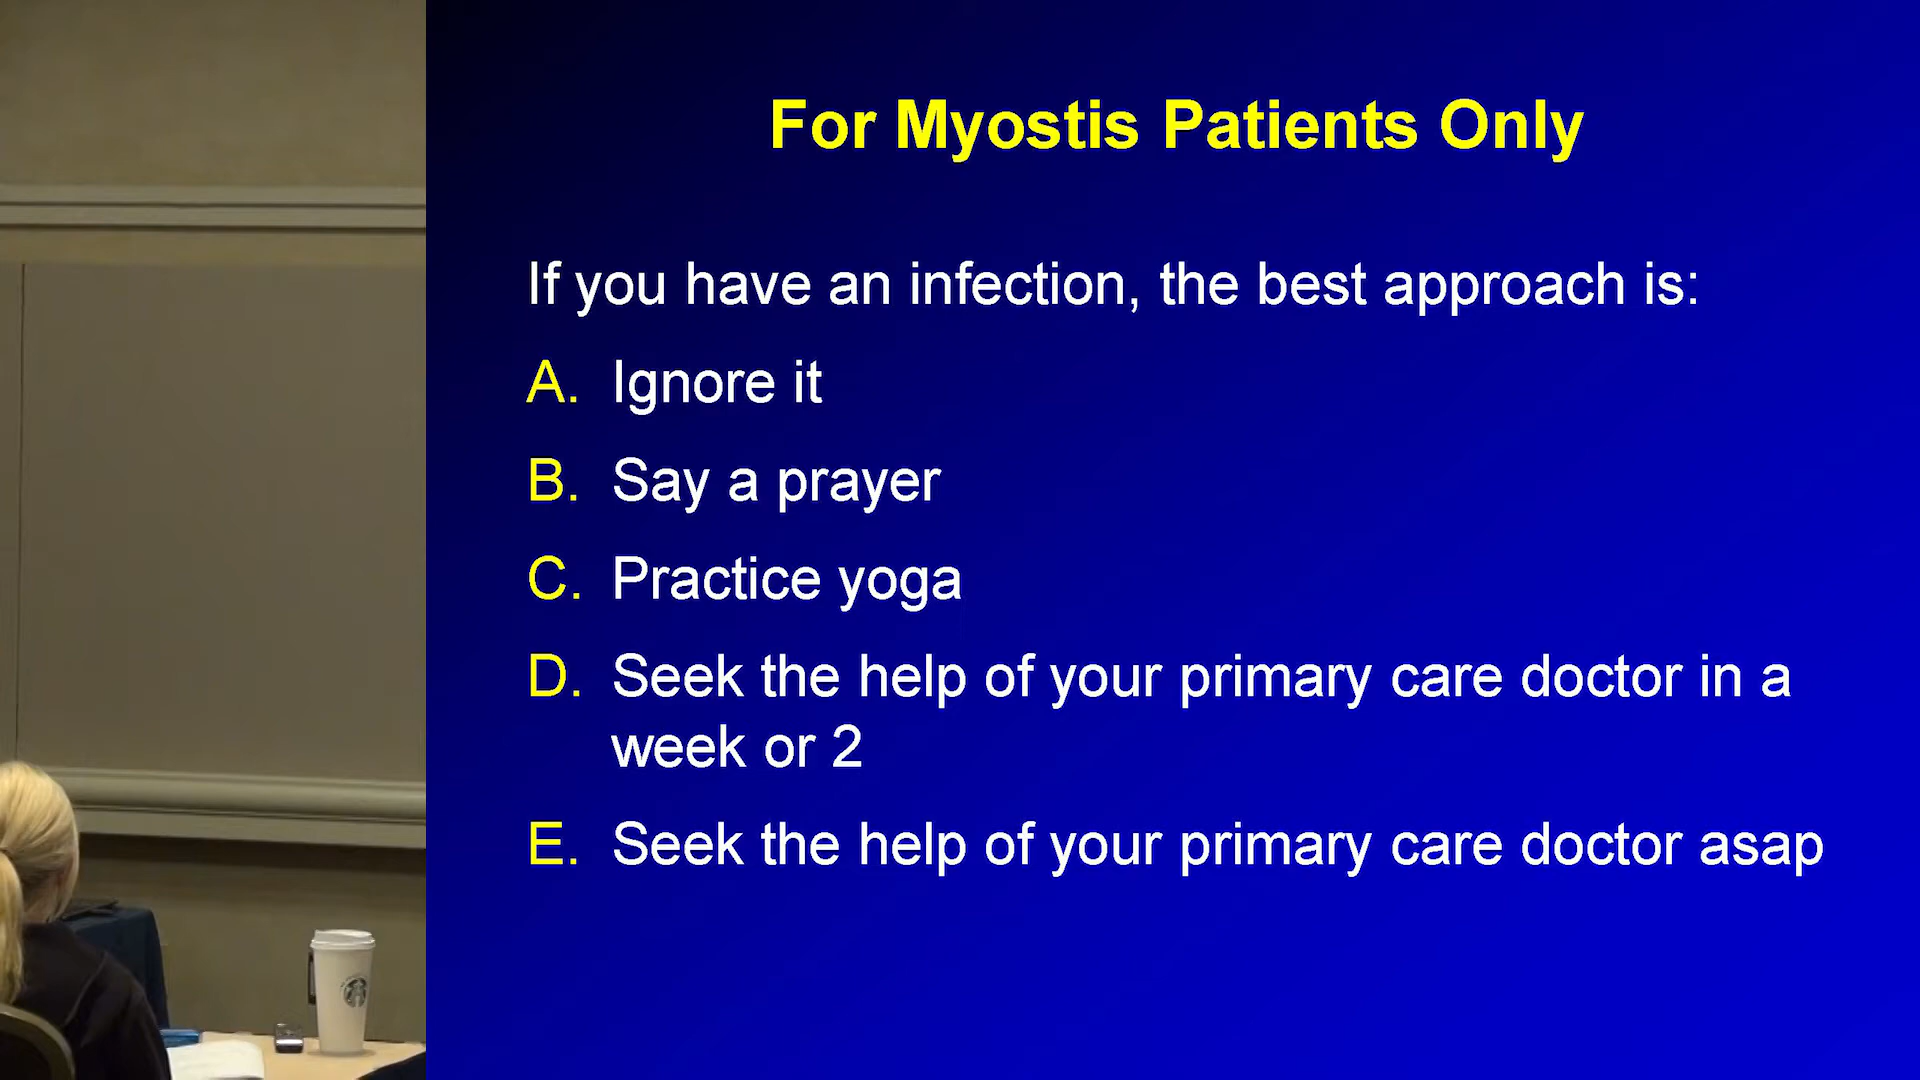 For Myostis Patients Only
If you have an infection, the best approach is:
A. Ignore it
B. Say a prayer
C. Practice yoga
D. Seek the help of your primary care doctor in a
week or 2
E. Seek the help of your primary care doctor asap